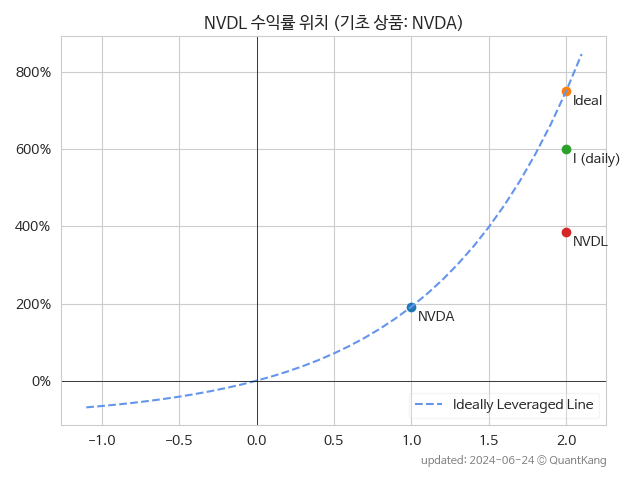 NVDL 수익률 위치 (기초 상품: NVDA)
800%
600%
400%
200%
0%
Ideal
I (daily)
NVDL
NVDA
Ideally Leveraged Line
−1.0 −0.5 0.0 0.5 1.0 1.5 2.0
updated: 2024-06-24 © QuantKang